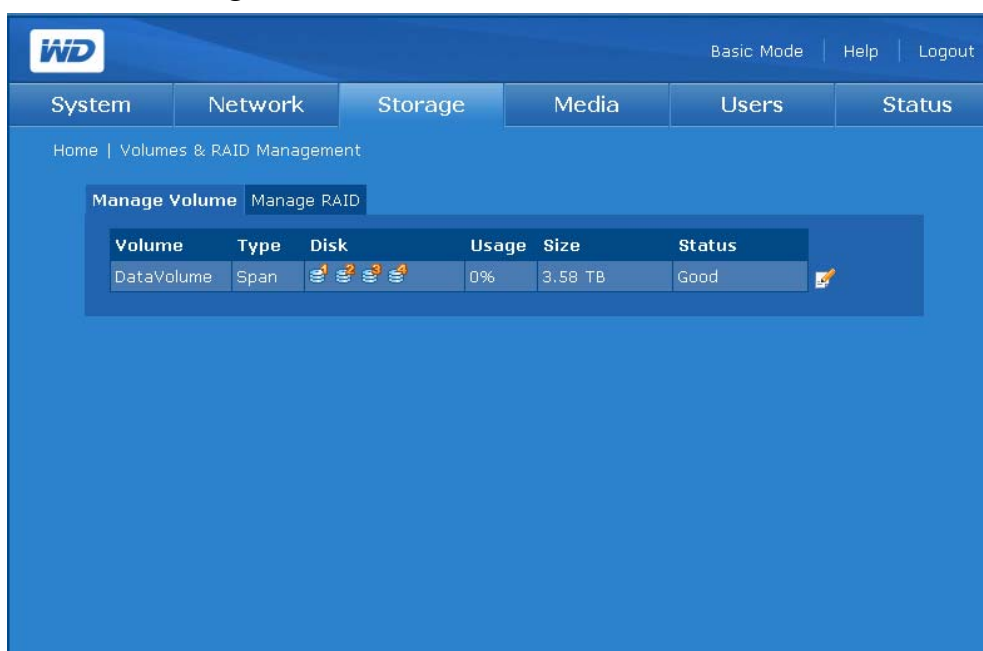 WD
Basic Mode | Help | Logout
System Network Storage Media Users Status
Home | Volumes & RAID Management
Manage Volume Manage RAID
Volume Type Disk Usage Size Status
DataVolume Span 1 2 3 4 0% 3.58 TB Good